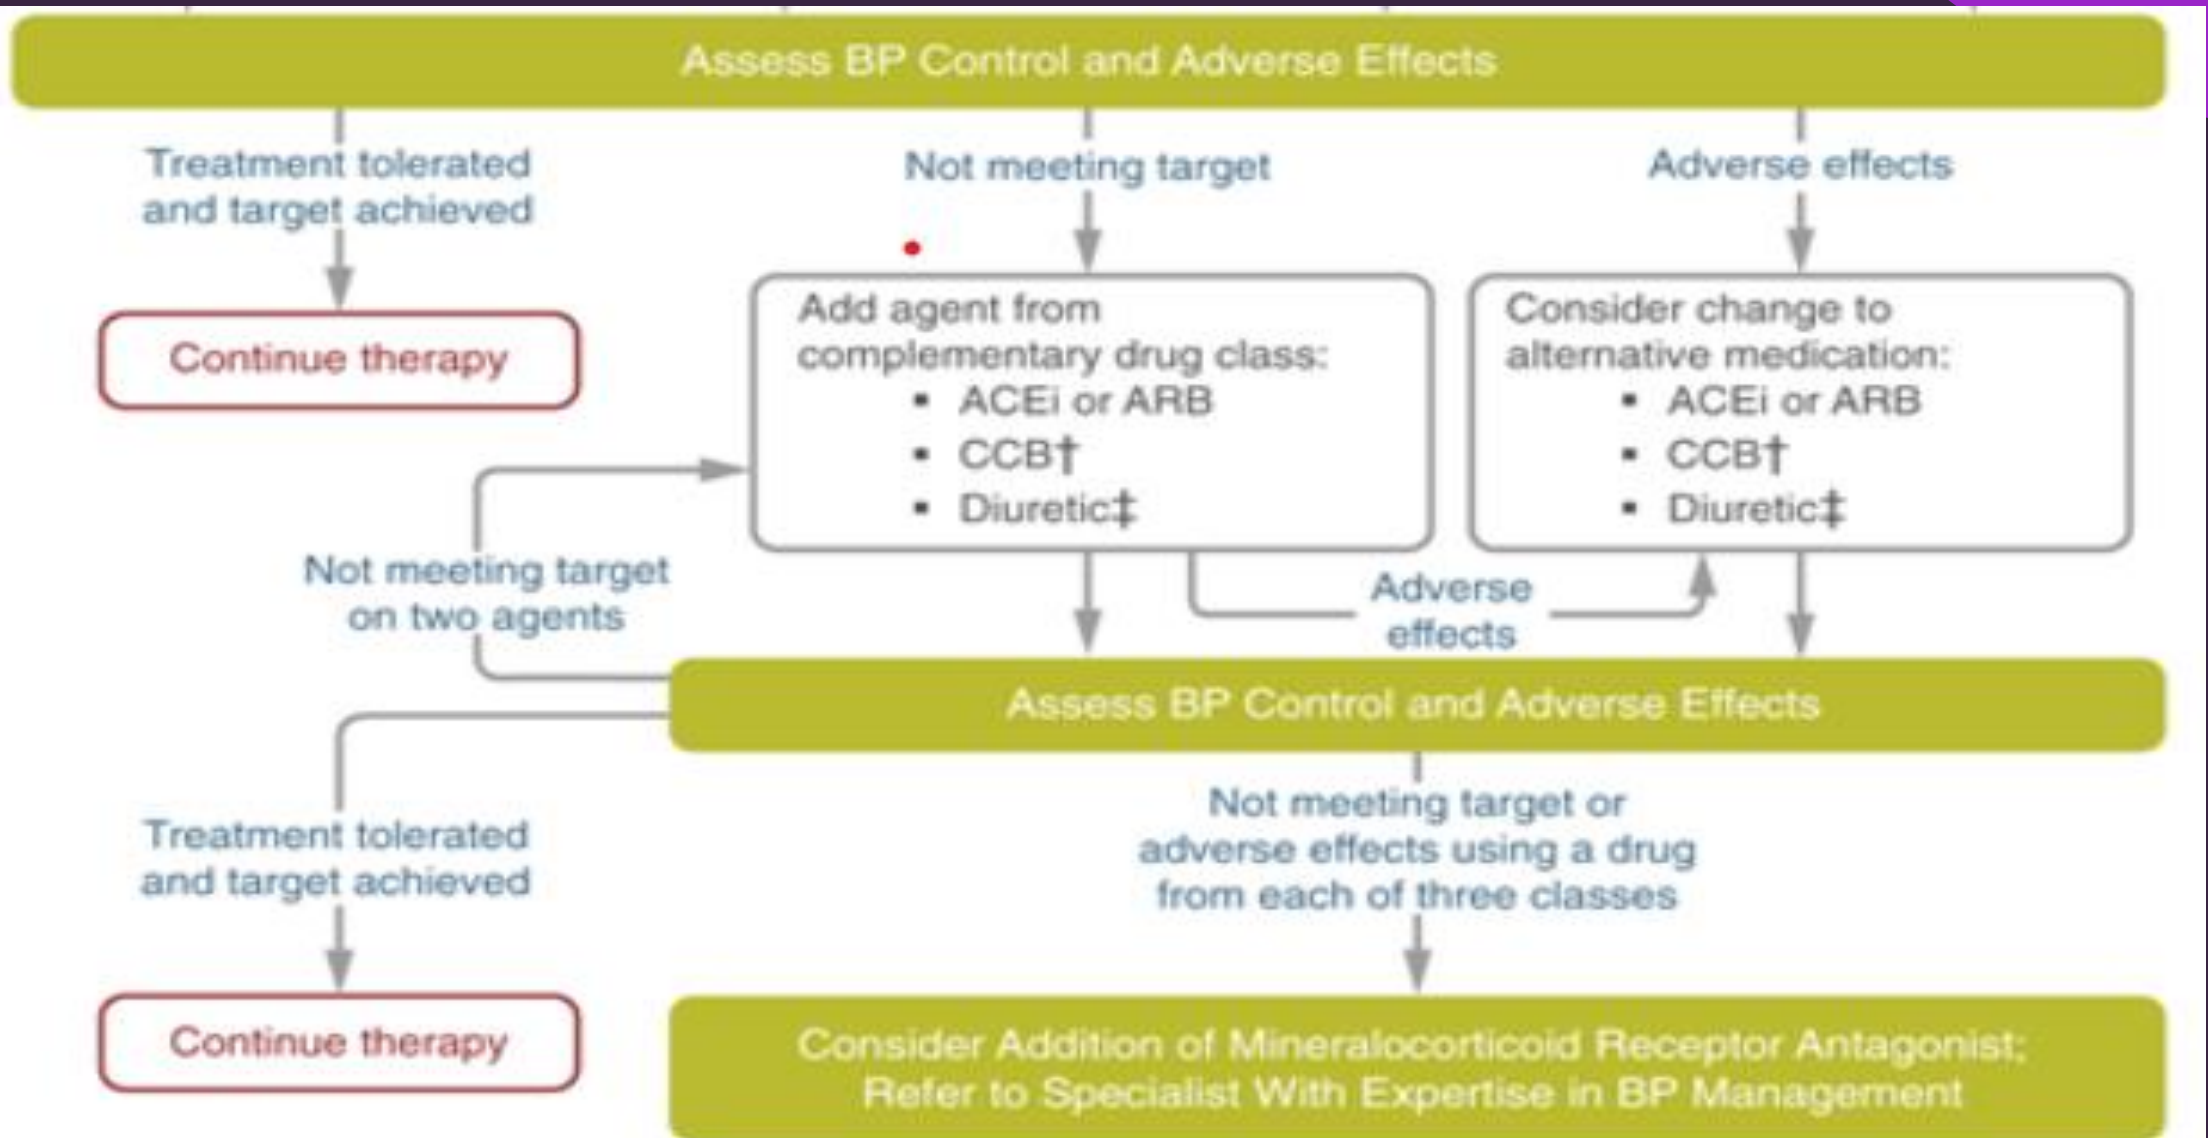 Assess BP Control and Adverse Effects
Treatment tolerated
and target achieved
Not meeting target
Adverse effects
Continue therapy
Add agent from
complementary drug class:
▪ ACEi or ARB
▪ CCB†
▪ Diuretic‡
Consider change to
alternative medication:
▪ ACEi or ARB
▪ CCB†
▪ Diuretic‡
Not meeting target
on two agents
Adverse
effects
Assess BP Control and Adverse Effects
Treatment tolerated
and target achieved
Not meeting target or
adverse effects using a drug
from each of three classes
Continue therapy
Consider Addition of Mineralocorticoid Receptor Antagonist;
Refer to Specialist With Expertise in BP Management